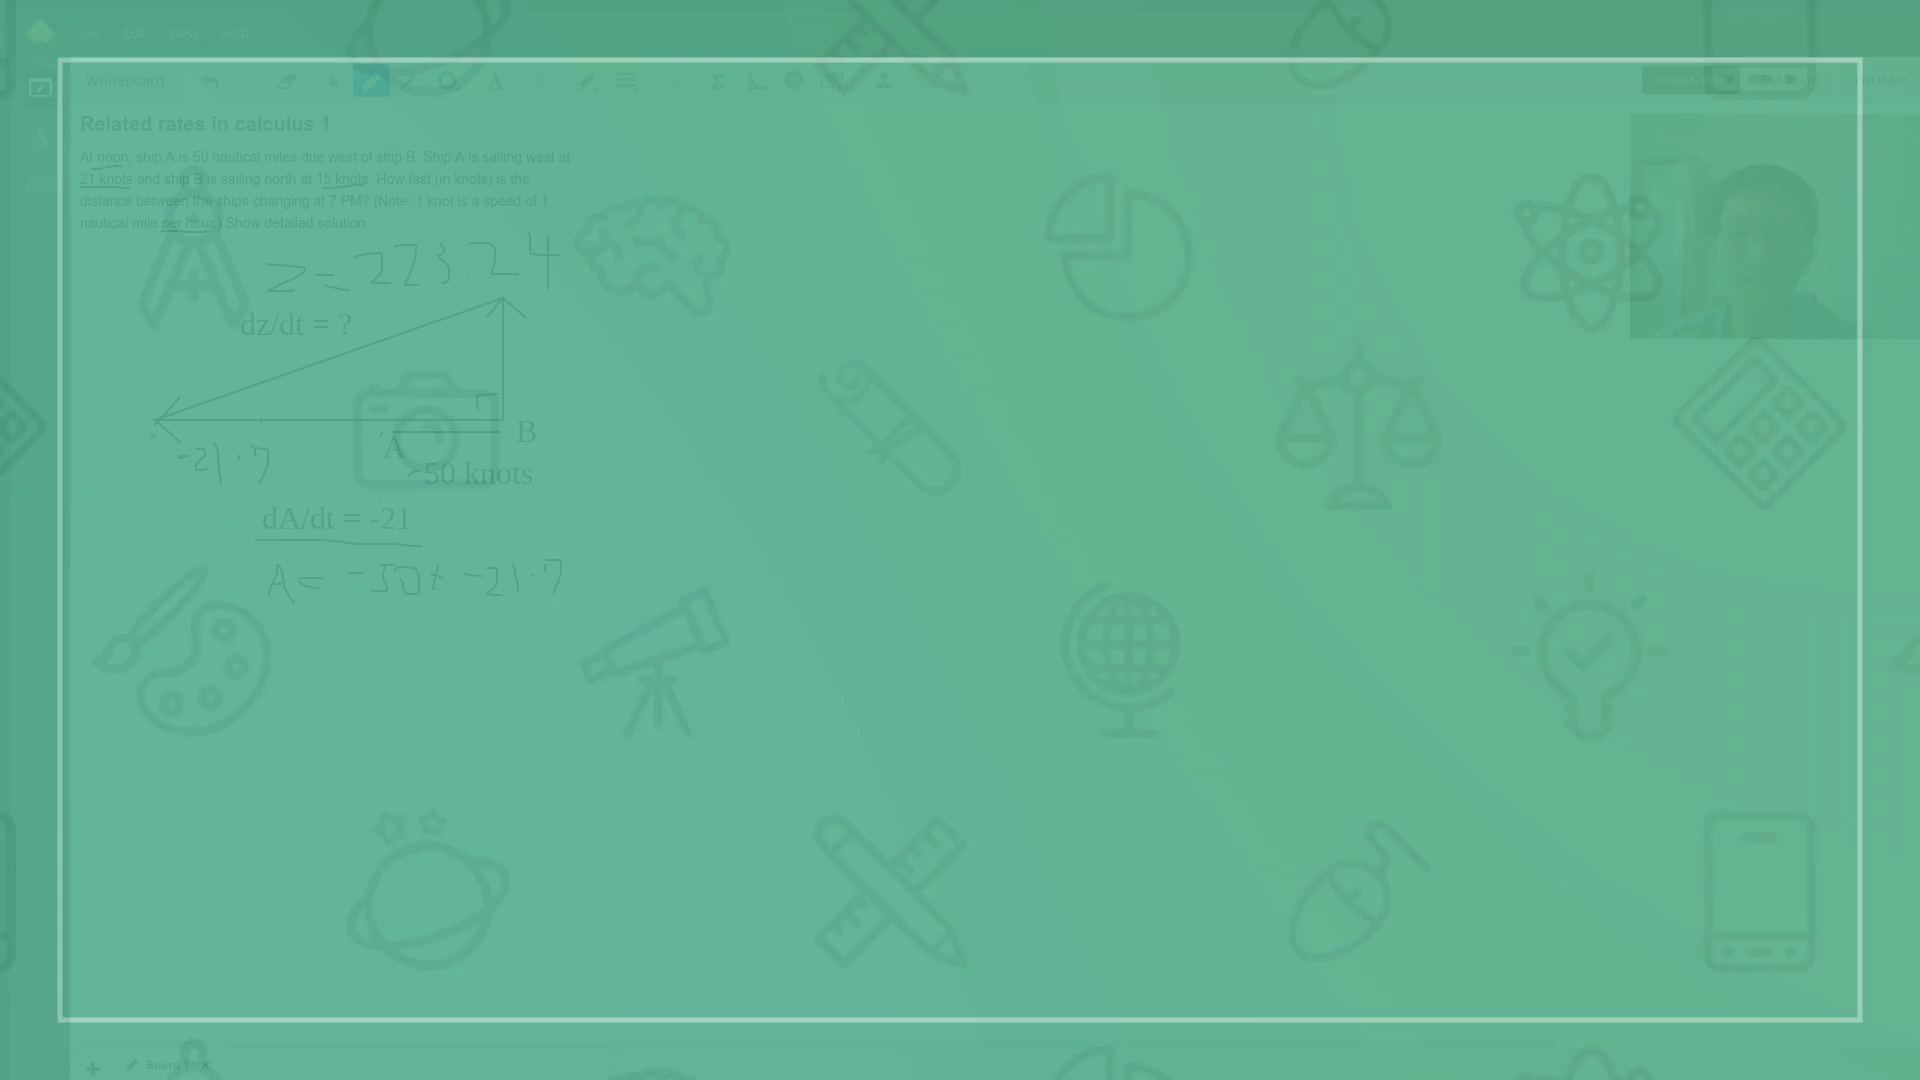 File Edit View Help
Whiteboard
Related rates in calculus 1
At noon, ship A is 50 nautical miles due west of ship B. Ship A is sailing west at
21 knots and ship B is sailing north at 15 knots. How fast (in knots) is the
distance between the ships changing at 7 PM? (Note: 1 knot is a speed of 1
nautical mile per hour.) Show detailed solution.
z = 223.24
dz/dt = ?
B
A
-21·7
-50 knots
dA/dt = -21
A = -50 + -21·7
Board 1